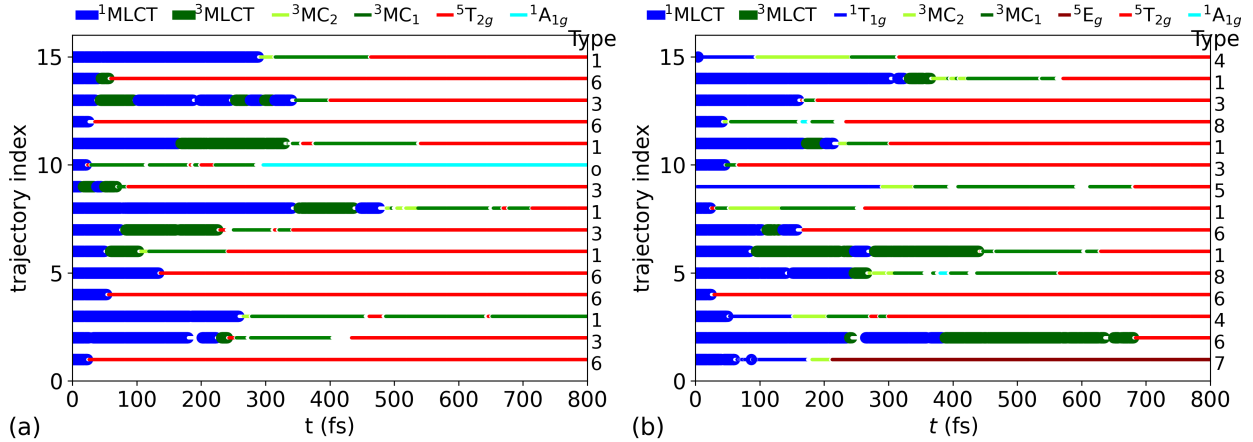 ¹MLCT ³MLCT ³MC₂ ³MC₁ ⁵T₂g ¹A₁g
Type
15
10
5
0
trajectory index
1
6
3
6
1
o
3
1
3
1
6
6
1
3
6
0 100 200 300 400 500 600 700 800
t (fs)
(a)
¹MLCT ³MLCT ¹T₁g ³MC₂ ³MC₁ ⁵Eg ⁵T₂g ¹A₁g
Type
15
10
5
0
trajectory index
4
1
3
8
1
3
5
1
6
1
8
6
4
6
7
0 100 200 300 400 500 600 700 800
t (fs)
(b)